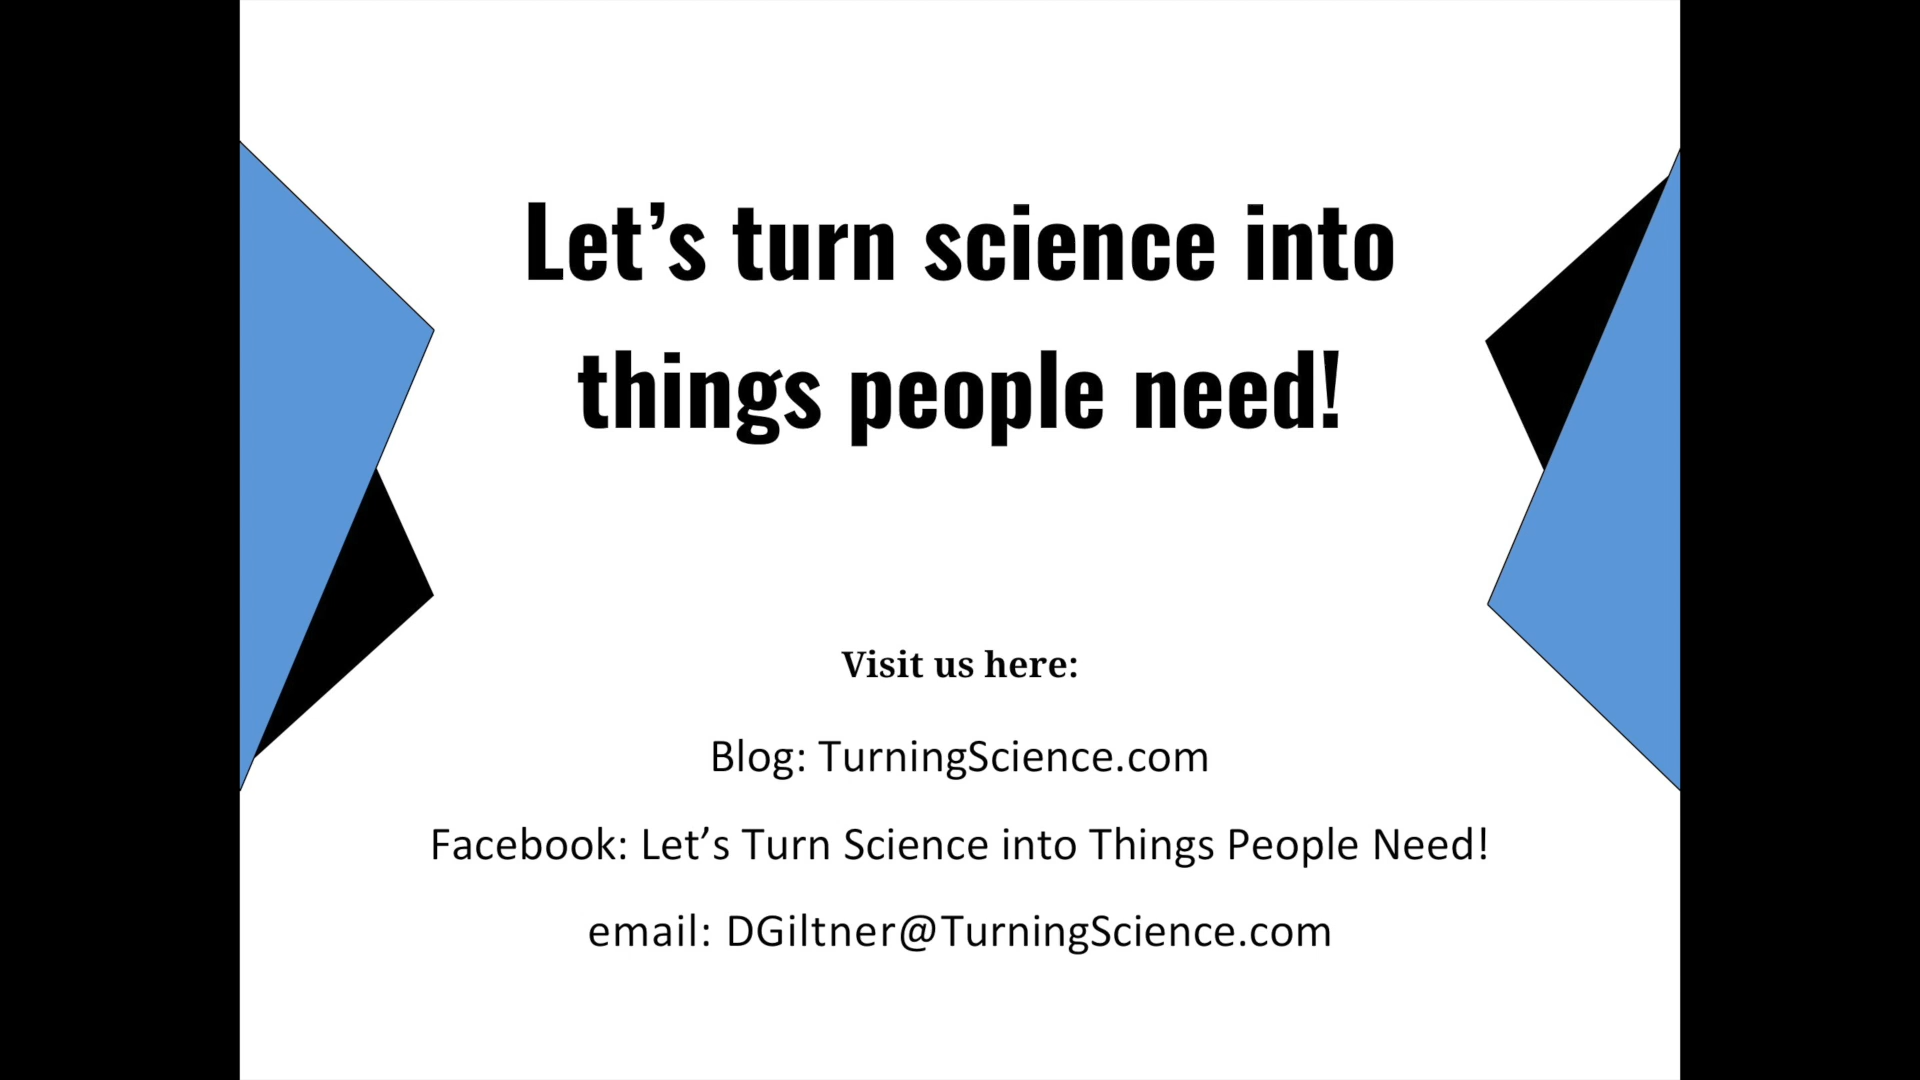 Let’s turn science into
things people need!
Visit us here:
Blog: TurningScience.com
Facebook: Let’s Turn Science into Things People Need!
email: DGiltner@TurningScience.com